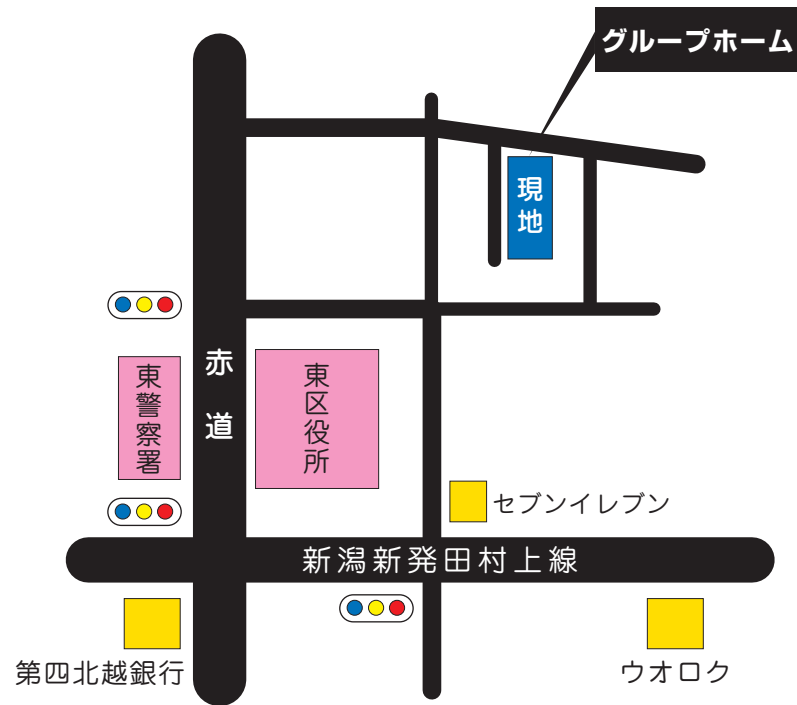 グループホーム
現地
赤道
東警察署
東区役所
セブンイレブン
新潟新発田村上線
第四北越銀行
ウオロク